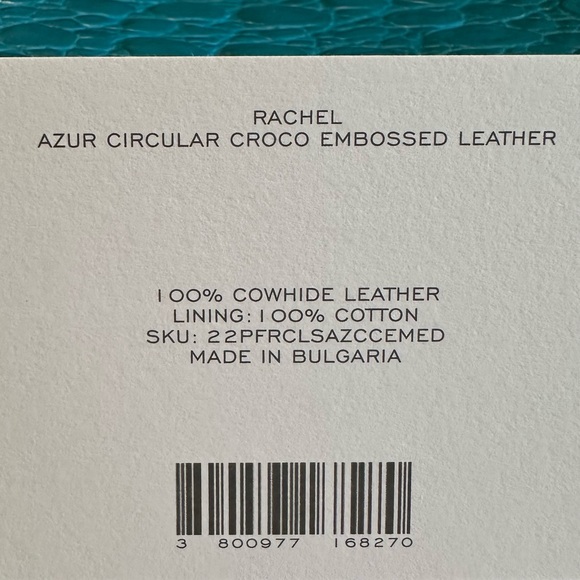 RACHEL
AZUR CIRCULAR CROCO EMBOSSED LEATHER
100% COWHIDE LEATHER
LINING: 100% COTTON
SKU: 22PFRCLSAZCCEMED
MADE IN BULGARIA
3 800977 168270